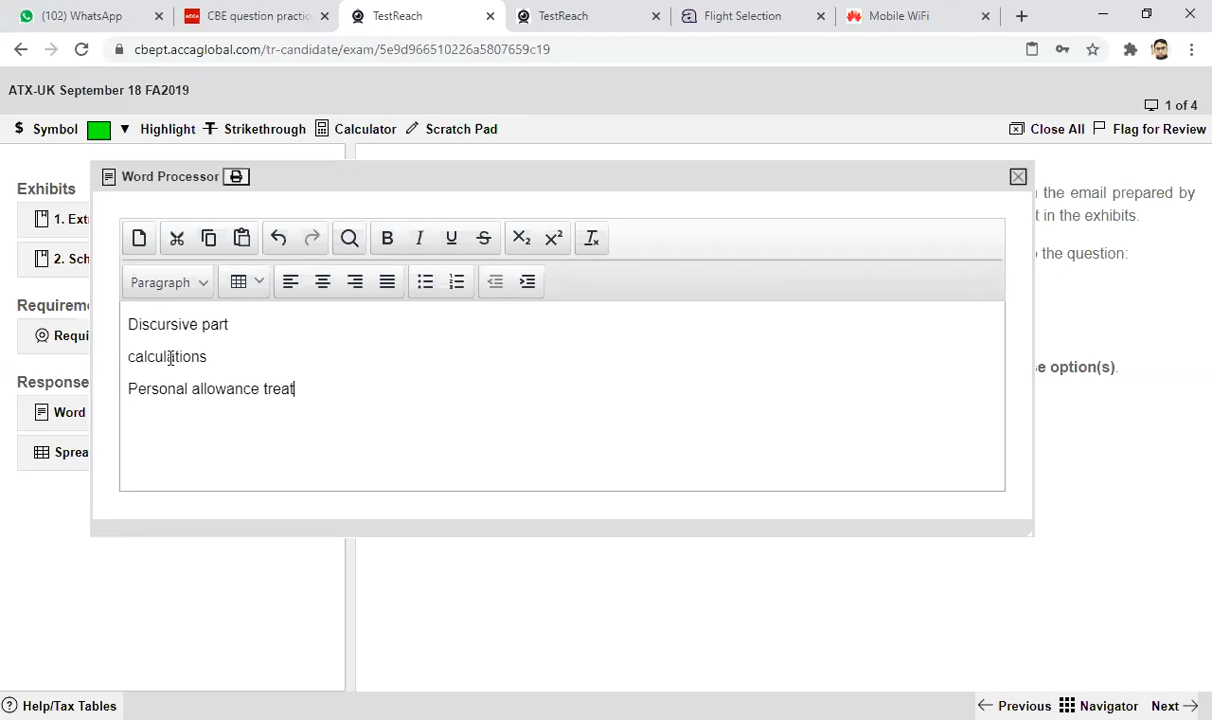 (102) WhatsApp
CBE question practic
TestReach
TestReach
Flight Selection
Mobile WiFi
cbept.accaglobal.com/tr-candidate/exam/5e9d966510226a5807659c19
ATX-UK September 18 FA2019
1 of 4
$ Symbol Highlight Strikethrough Calculator Scratch Pad Close All Flag for Review
Word Processor
Exhibits
1. Ext
2. Sch
Requireme
Requi
Response
Word
Sprea
Paragraph
Discursive part
calculations
Personal allowance treat
n the email prepared by
t in the exhibits.
o the question:
se option(s).
Help/Tax Tables
Previous Navigator Next